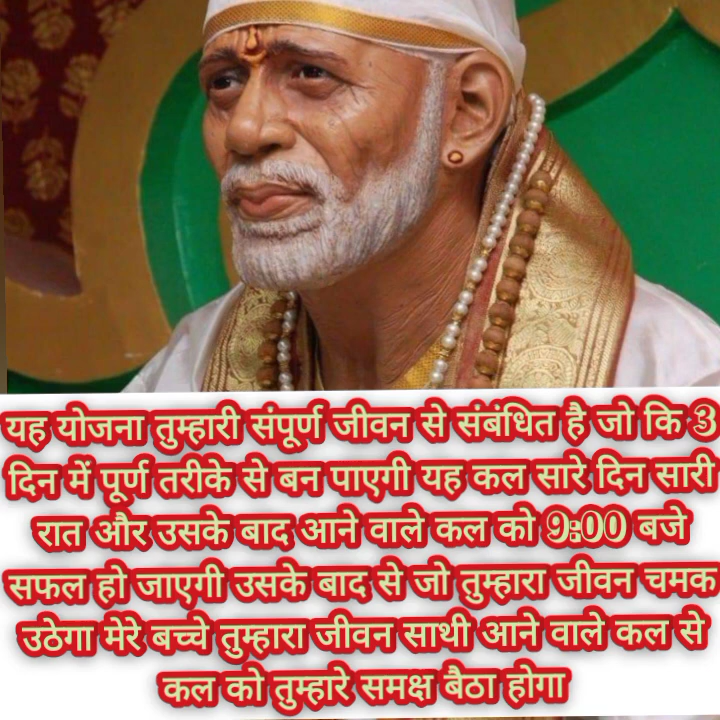 यह योजना तुम्हारी संपूर्ण जीवन से संबंधित है जो कि 3
दिन में पूर्ण तरीके से बन पाएगी यह कल सारे दिन सारी
रात और उसके बाद आने वाले कल को 9:00 बजे
सफल हो जाएगी उसके बाद से जो तुम्हारा जीवन चमक
उठेगा मेरे बच्चे तुम्हारा जीवन साथी आने वाले कल से
कल को तुम्हारे समक्ष बैठा होगा